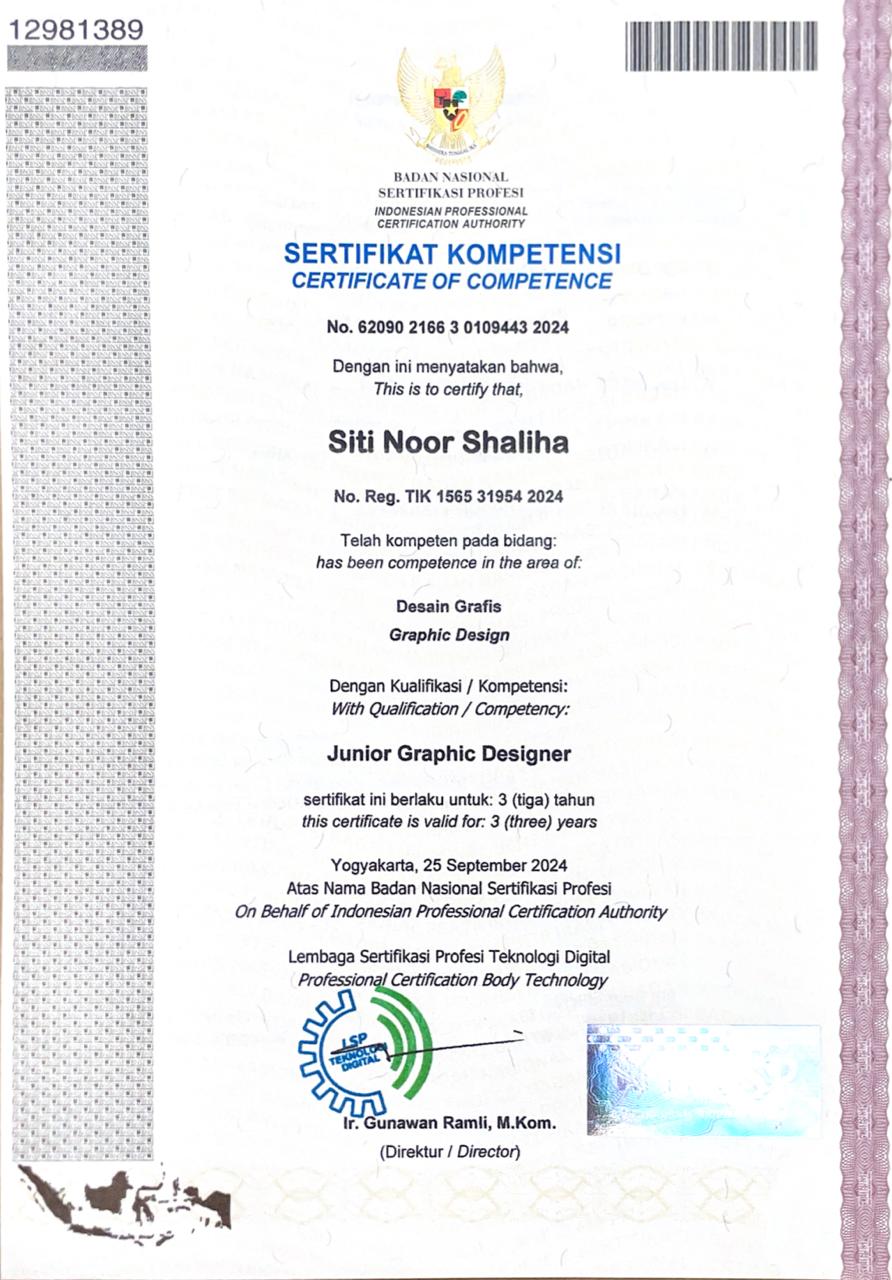 12981389
BADAN NASIONAL
SERTIFIKASI PROFESI
INDONESIAN PROFESSIONAL
CERTIFICATION AUTHORITY
SERTIFIKAT KOMPETENSI
CERTIFICATE OF COMPETENCE
No. 62090 2166 3 0109443 2024
Dengan ini menyatakan bahwa,
This is to certify that,
Siti Noor Shaliha
No. Reg. TIK 1565 31954 2024
Telah kompeten pada bidang:
has been competence in the area of:
Desain Grafis
Graphic Design
Dengan Kualifikasi / Kompetensi:
With Qualification / Competency:
Junior Graphic Designer
sertifikat ini berlaku untuk: 3 (tiga) tahun
this certificate is valid for: 3 (three) years
Yogyakarta, 25 September 2024
Atas Nama Badan Nasional Sertifikasi Profesi
On Behalf of Indonesian Professional Certification Authority
Lembaga Sertifikasi Profesi Teknologi Digital
Professional Certification Body Technology
LSP
TEKNOLOGI
DIGITAL
Ir. Gunawan Ramli, M.Kom.
(Direktur / Director)